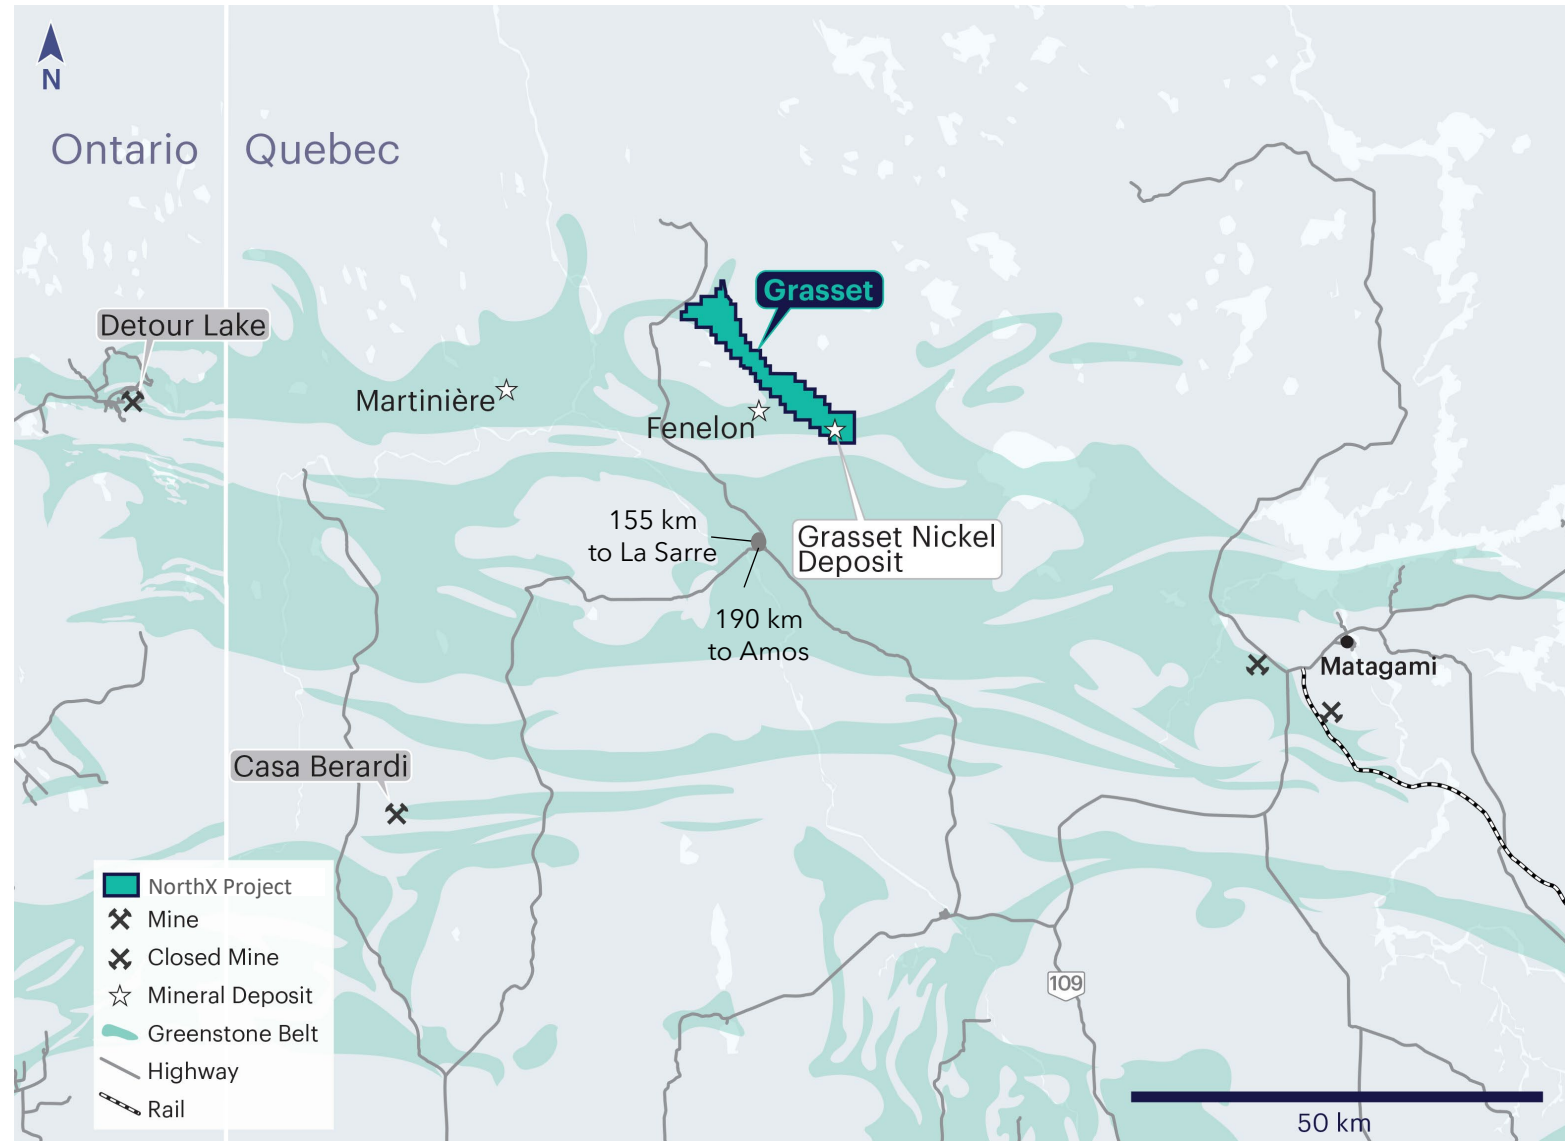 N
Ontario
Quebec
Grasset
Detour Lake
Martinière
Fenelon
155 km
to La Sarre
Grasset Nickel
Deposit
190 km
to Amos
Matagami
Casa Berardi
NorthX Project
Mine
Closed Mine
Mineral Deposit
Greenstone Belt
Highway
Rail
109
50 km